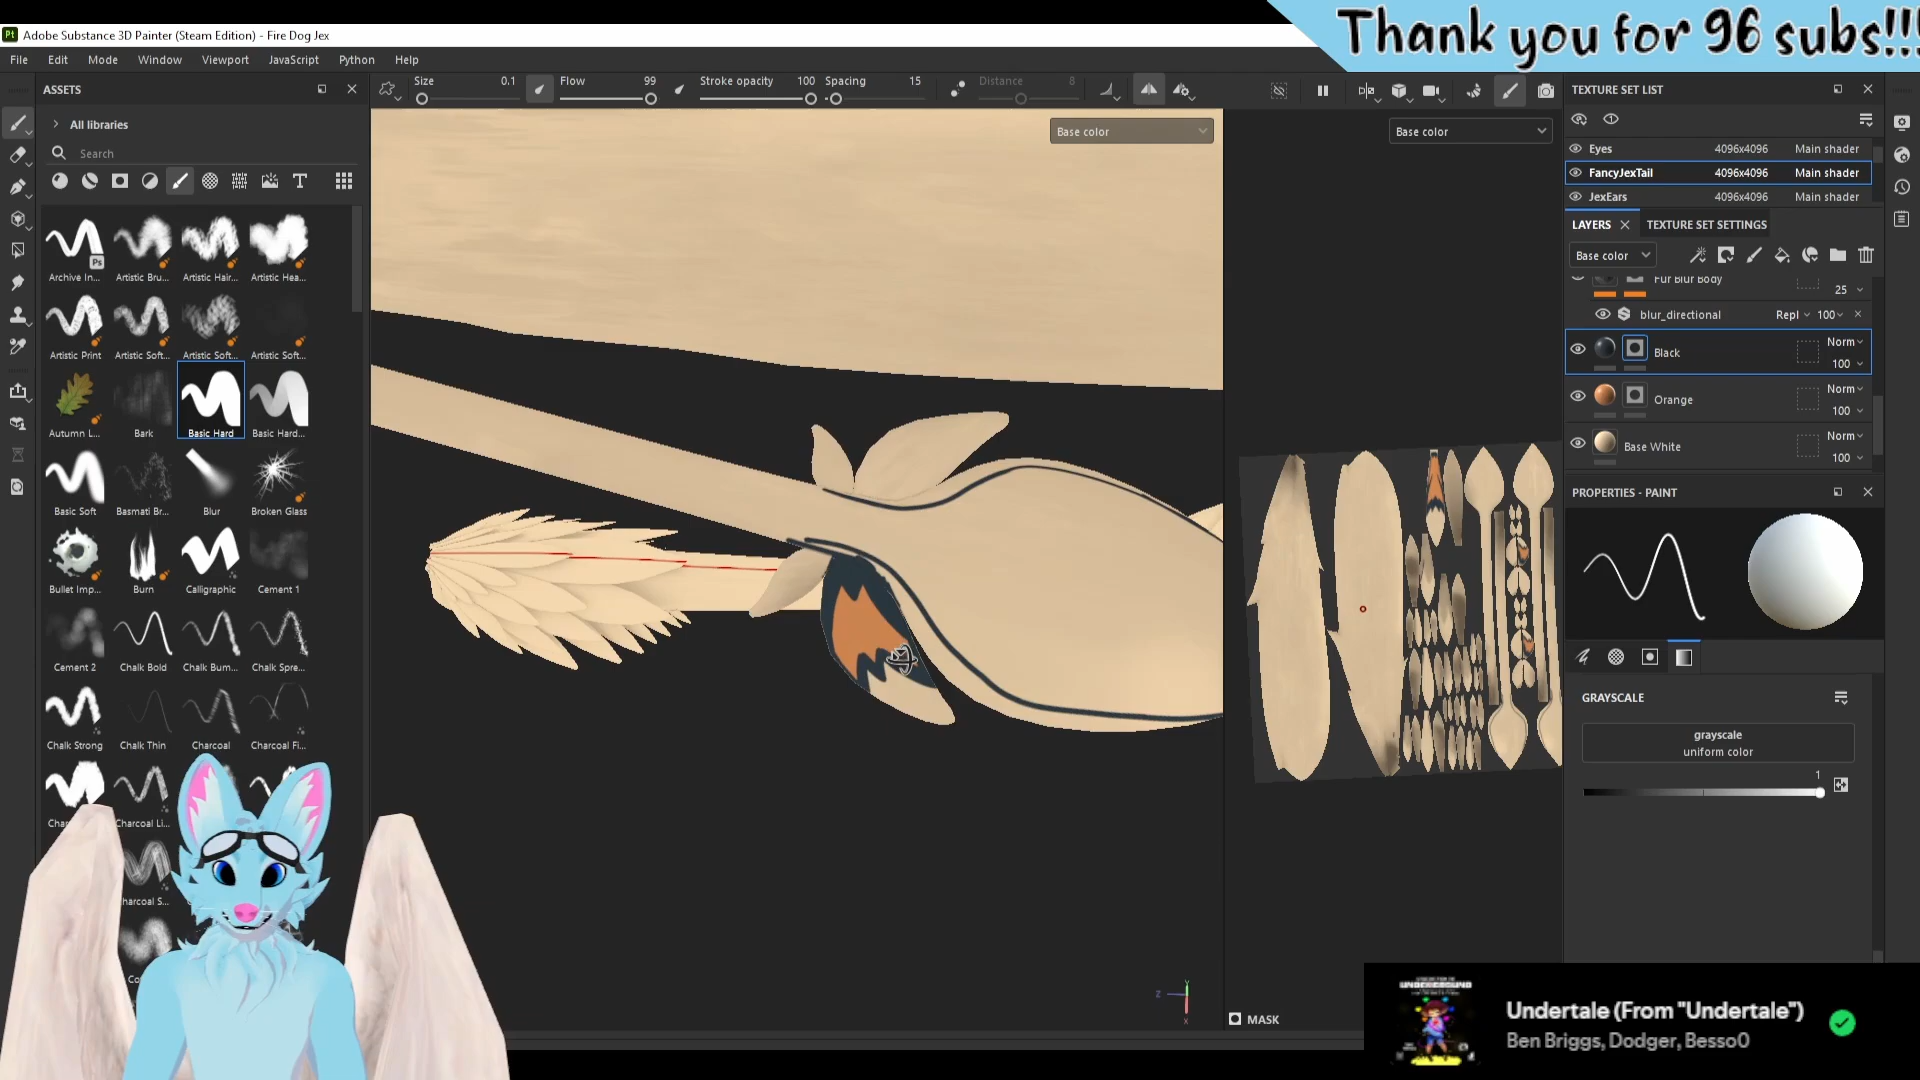 Thank you for 96 subs!!!
Adobe Substance 3D Painter (Steam Edition) - Fire Dog Jex
File Edit Mode Window Viewport JavaScript Python Help
ASSETS
Size 0.1 Flow 99 Stroke opacity 100 Spacing 15 Distance 8
All libraries
Search
Archive In... Artistic Bru... Artistic Hair... Artistic Hea...
Artistic Print Artistic Soft... Artistic Soft... Artistic Soft...
Autumn L... Bark Basic Hard Basic Hard...
Basic Soft Basmati Br... Blur Broken Glass
Bullet Imp... Burn Calligraphic Cement 1
Cement 2 Chalk Bold Chalk Bum... Chalk Spre...
Chalk Strong Chalk Thin Charcoal Charcoal Fi...
Charcoal Li...
harcoal S...
Base color
Base color
MASK
TEXTURE SET LIST
Eyes 4096x4096 Main shader
FancyJexTail 4096x4096 Main shader
JexEars 4096x4096 Main shader
LAYERS TEXTURE SET SETTINGS
Base color
Fur Blur Body 25
blur_directional Repl 100
Black Norm 100
Orange Norm 100
Base White Norm 100
PROPERTIES - PAINT
GRAYSCALE
grayscale
uniform color
1
Undertale (From "Undertale")
Ben Briggs, Dodger, Besso0